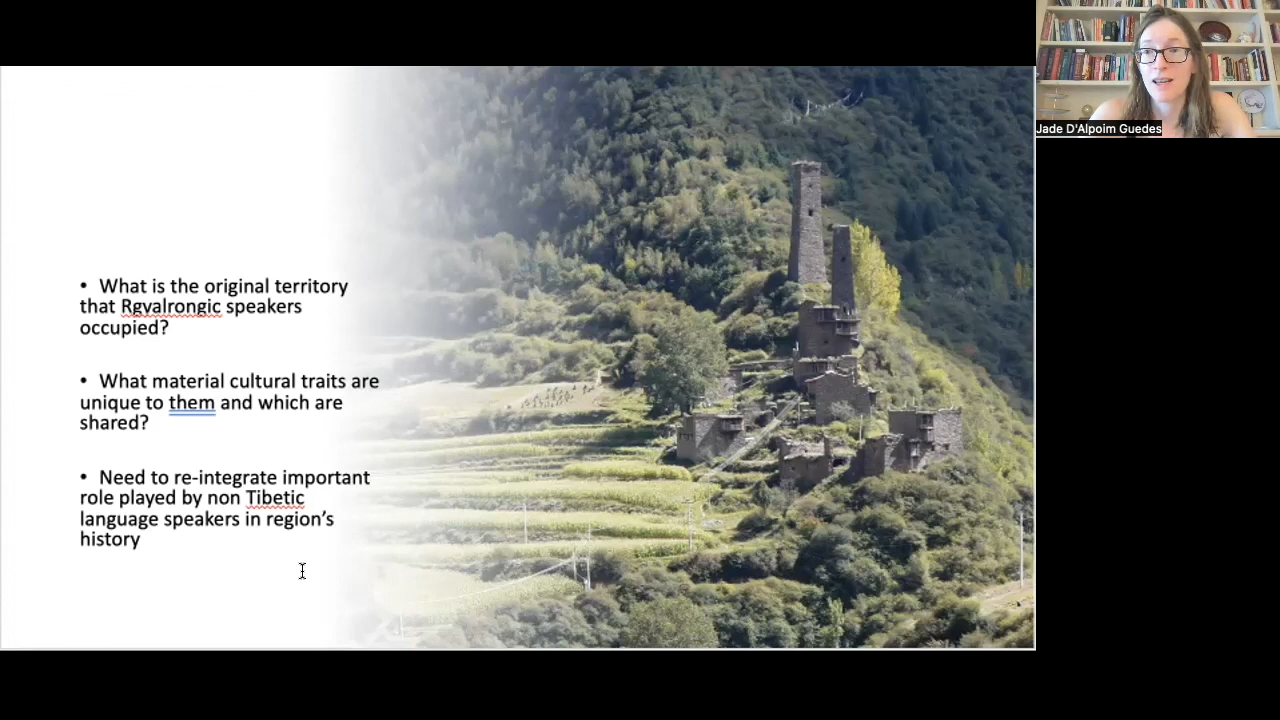 Jade D'Alpoim Guedes
• What is the original territory
that Rgyalrongic speakers
occupied?
• What material cultural traits are
unique to them and which are
shared?
• Need to re-integrate important
role played by non Tibetic
language speakers in region's
history